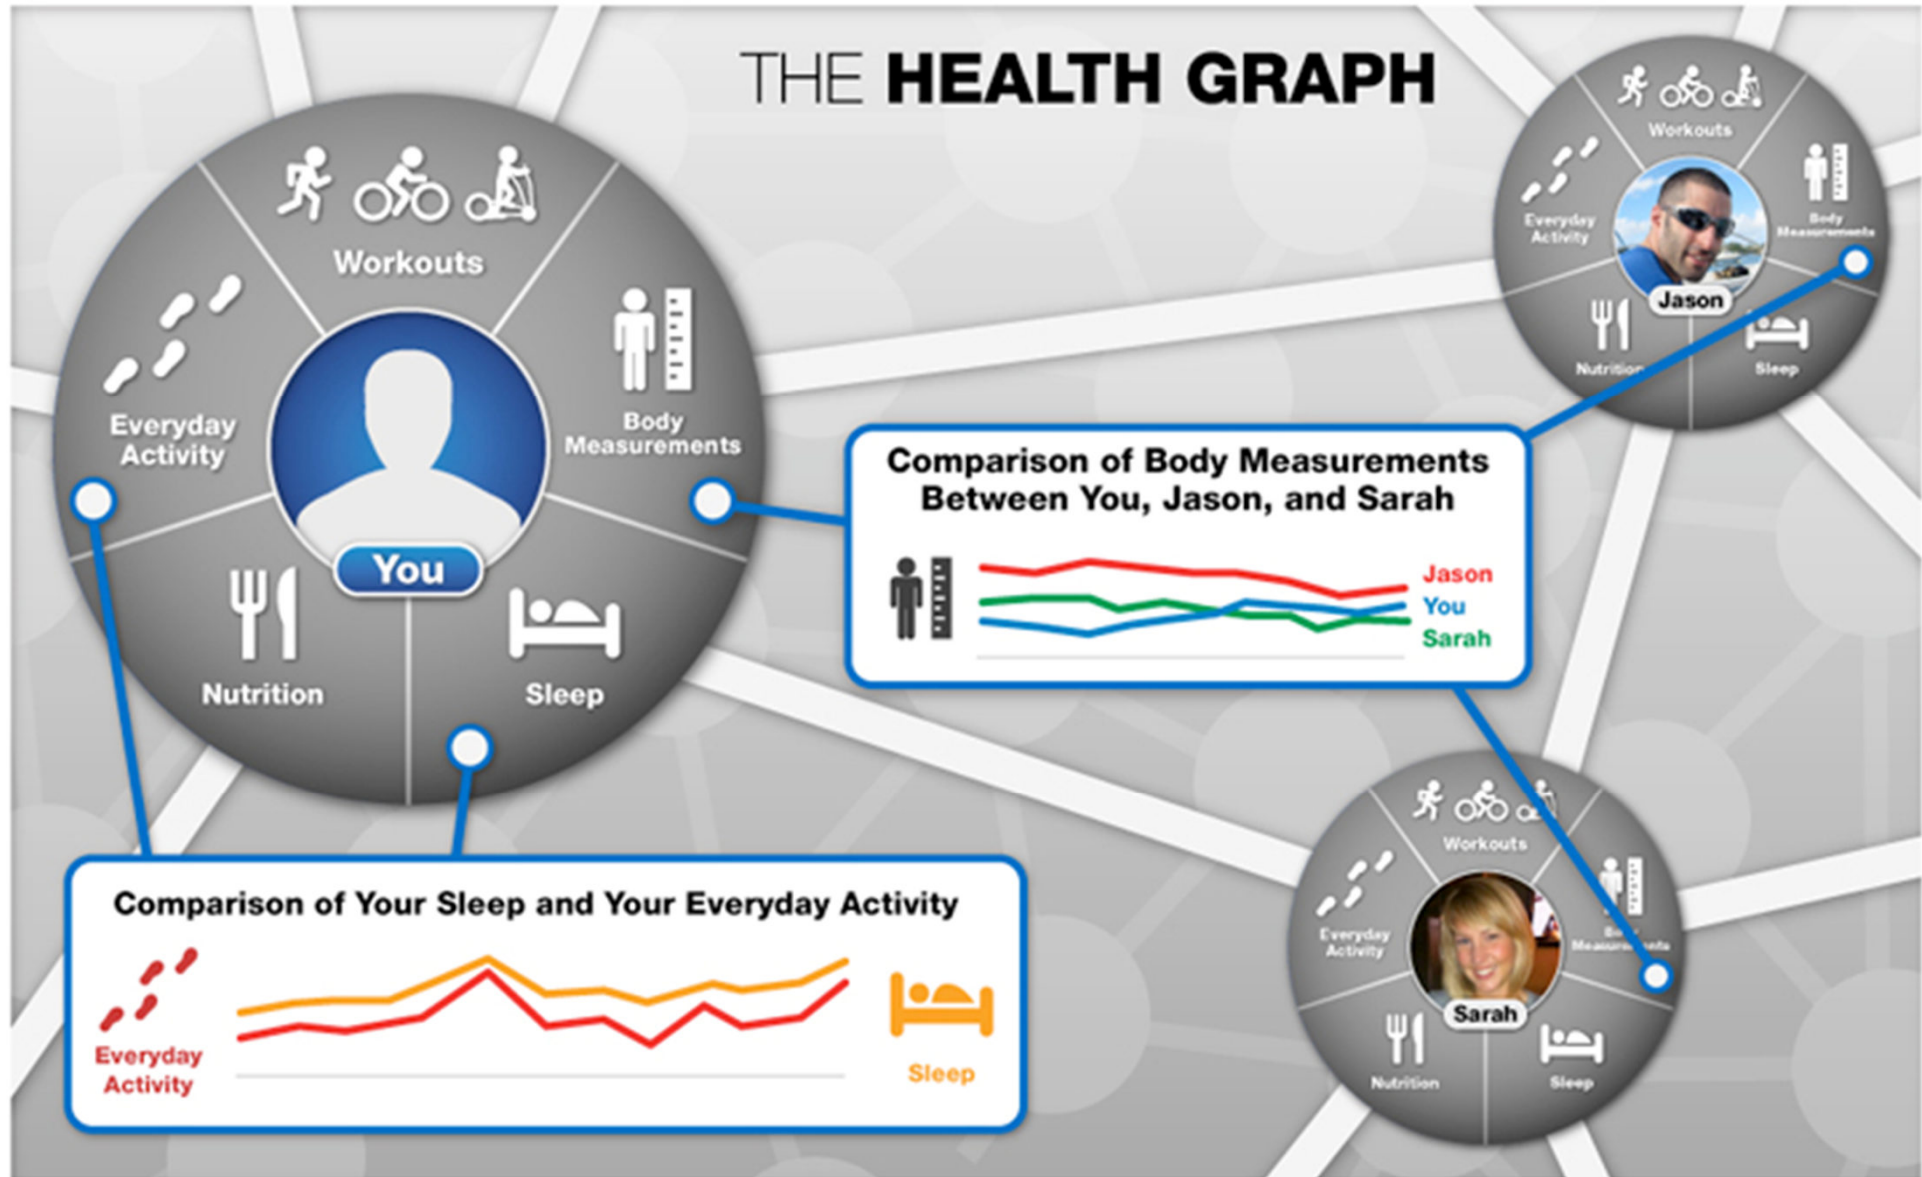 THE HEALTH GRAPH
Workouts
Everyday
Activity
Body
Measurements
You
Nutrition
Sleep
Workouts
Everyday
Activity
Body
Measurements
Jason
Nutrition
Sleep
Comparison of Body Measurements
Between You, Jason, and Sarah
Jason
You
Sarah
Workouts
Everyday
Activity
Body
Measurements
Sarah
Nutrition
Sleep
Comparison of Your Sleep and Your Everyday Activity
Everyday
Activity
Sleep